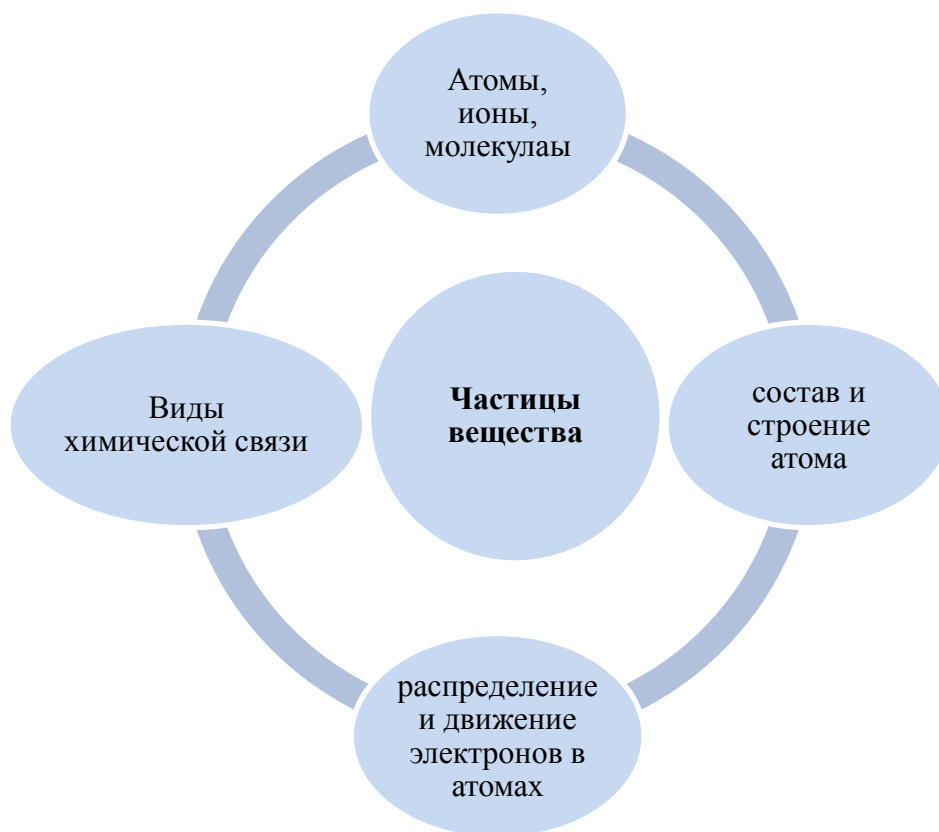 Атомы,
ионы,
молекулаы
Частицы
вещества
состав и
строение
атома
распределение
и движение
электронов в
атомах
Виды
химической связи